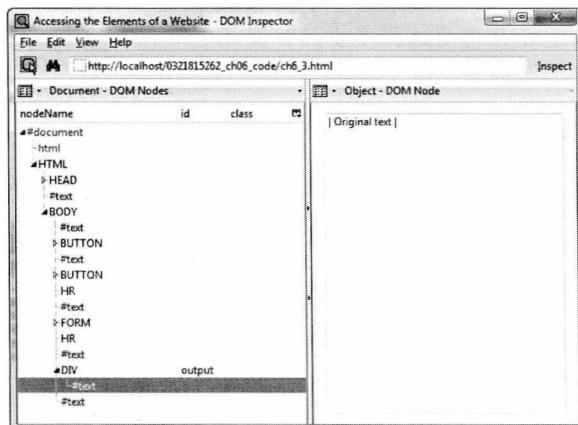 Accessing the Elements of a Website - DOM Inspector
File Edit View Help
http://localhost/0321815262_ch06_code/ch6_3.html Inspect
Document - DOM Nodes
nodeName id class
#document
html
HTML
HEAD
#text
BODY
#text
BUTTON
#text
BUTTON
HR
#text
FORM
HR
#text
DIV output
#text
#text
Object - DOM Node
| Original text |